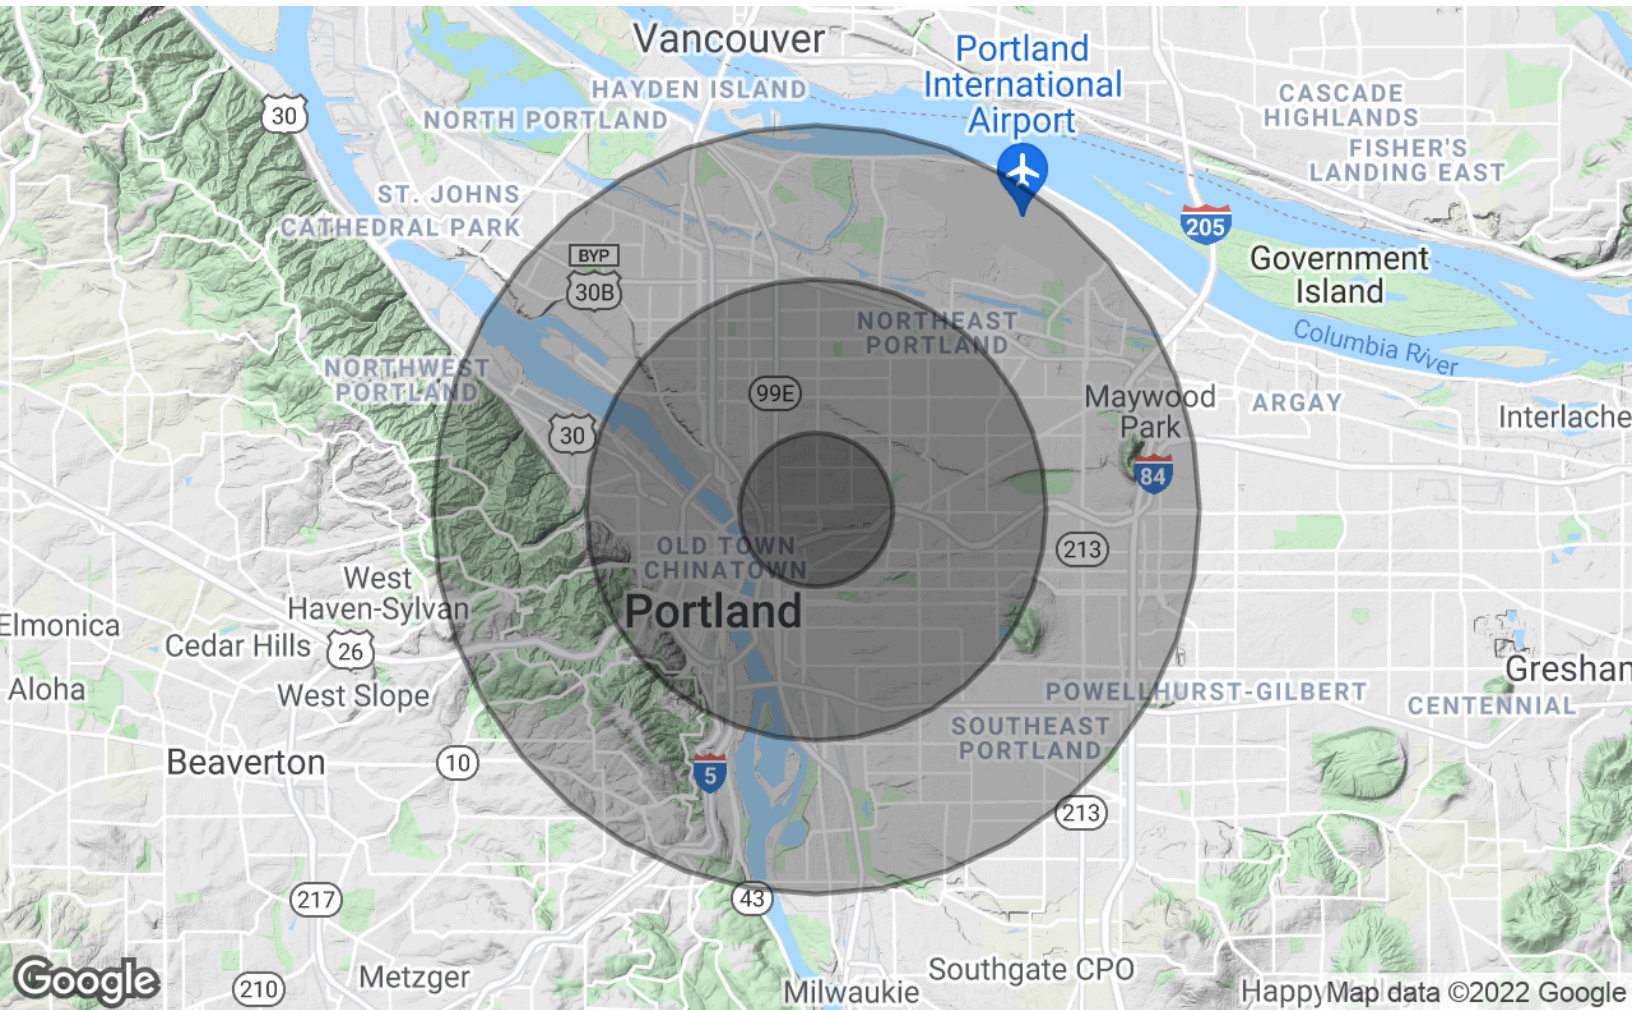 Vancouver
Portland
International
Airport
HAYDEN ISLAND
NORTH PORTLAND
30
CASCADE
HIGHLANDS
FISHER'S
LANDING EAST
ST. JOHNS
CATHEDRAL PARK
205
BYP
30B
Government
Island
Columbia River
NORTHEAST
PORTLAND
NORTHWEST
PORTLAND
99E
Maywood
Park
ARGAY
Interlache
30
84
OLD TOWN
CHINATOWN
213
West
Haven-Sylvan
Portland
Elmonica
Cedar Hills
26
Aloha
West Slope
Gresham
POWELLHURST-GILBERT
CENTENNIAL
SOUTHEAST
PORTLAND
Beaverton
10
5
213
217
43
Google
210
Metzger
Milwaukie
Southgate CPO
Happy
Map data ©2022 Google